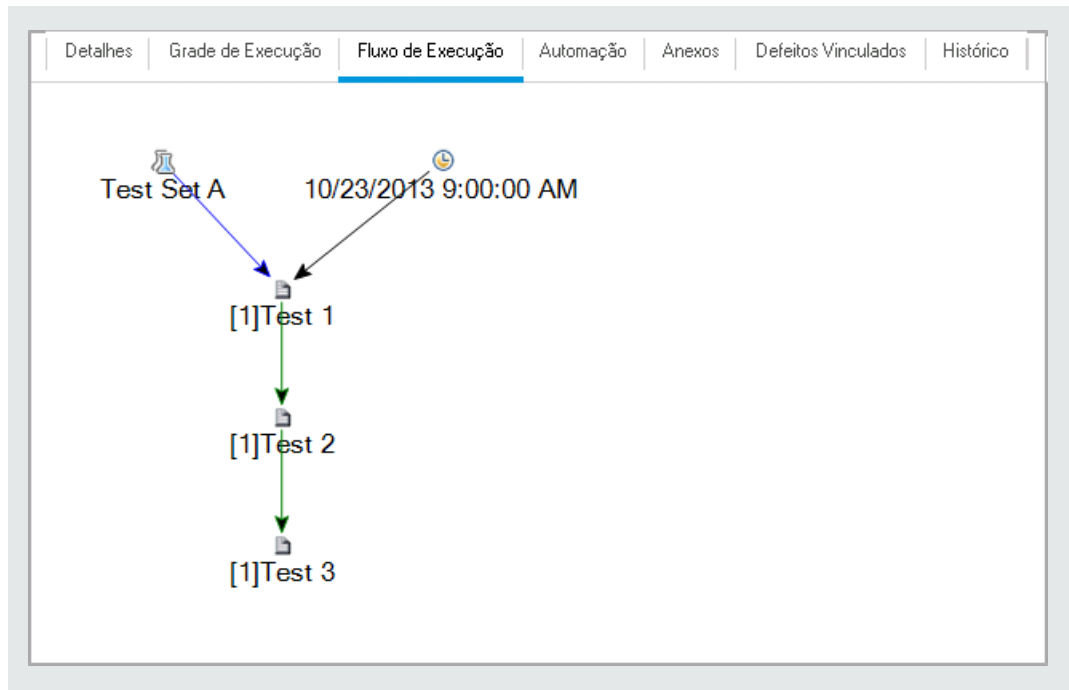 Detalhes Grade de Execução Fluxo de Execução Automação Anexos Defeitos Vinculados Histórico
Test Set A 10/23/2013 9:00:00 AM
[1]Test 1
[1]Test 2
[1]Test 3